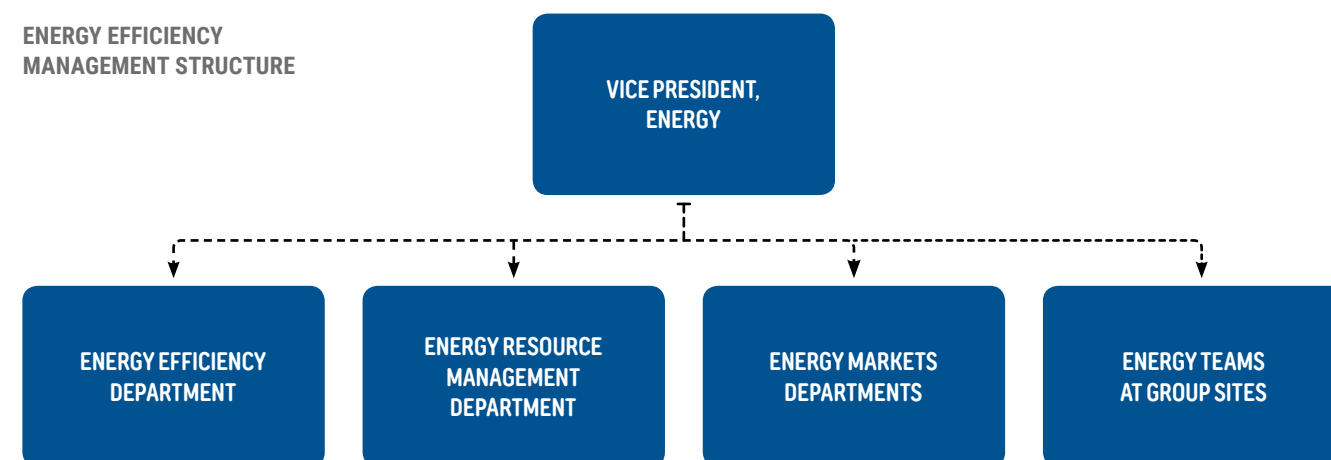 ENERGY EFFICIENCY
MANAGEMENT STRUCTURE
VICE PRESIDENT,
ENERGY
ENERGY EFFICIENCY
DEPARTMENT
ENERGY RESOURCE
MANAGEMENT
DEPARTMENT
ENERGY MARKETS
DEPARTMENTS
ENERGY TEAMS
AT GROUP SITES